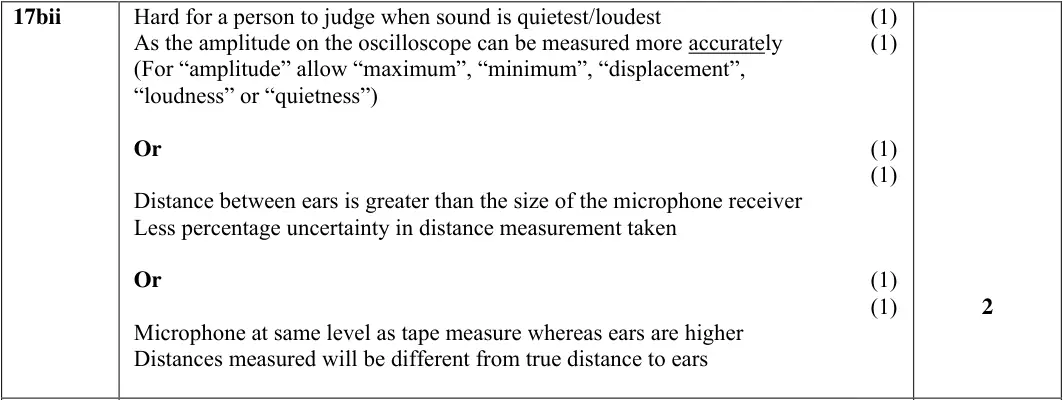 17bii
Hard for a person to judge when sound is quietest/loudest (1)
As the amplitude on the oscilloscope can be measured more accurately (1)
(For “amplitude” allow “maximum”, “minimum”, “displacement”,
“loudness” or “quietness”)
Or (1)
(1)
Distance between ears is greater than the size of the microphone receiver
Less percentage uncertainty in distance measurement taken
Or (1)
(1) 2
Microphone at same level as tape measure whereas ears are higher
Distances measured will be different from true distance to ears